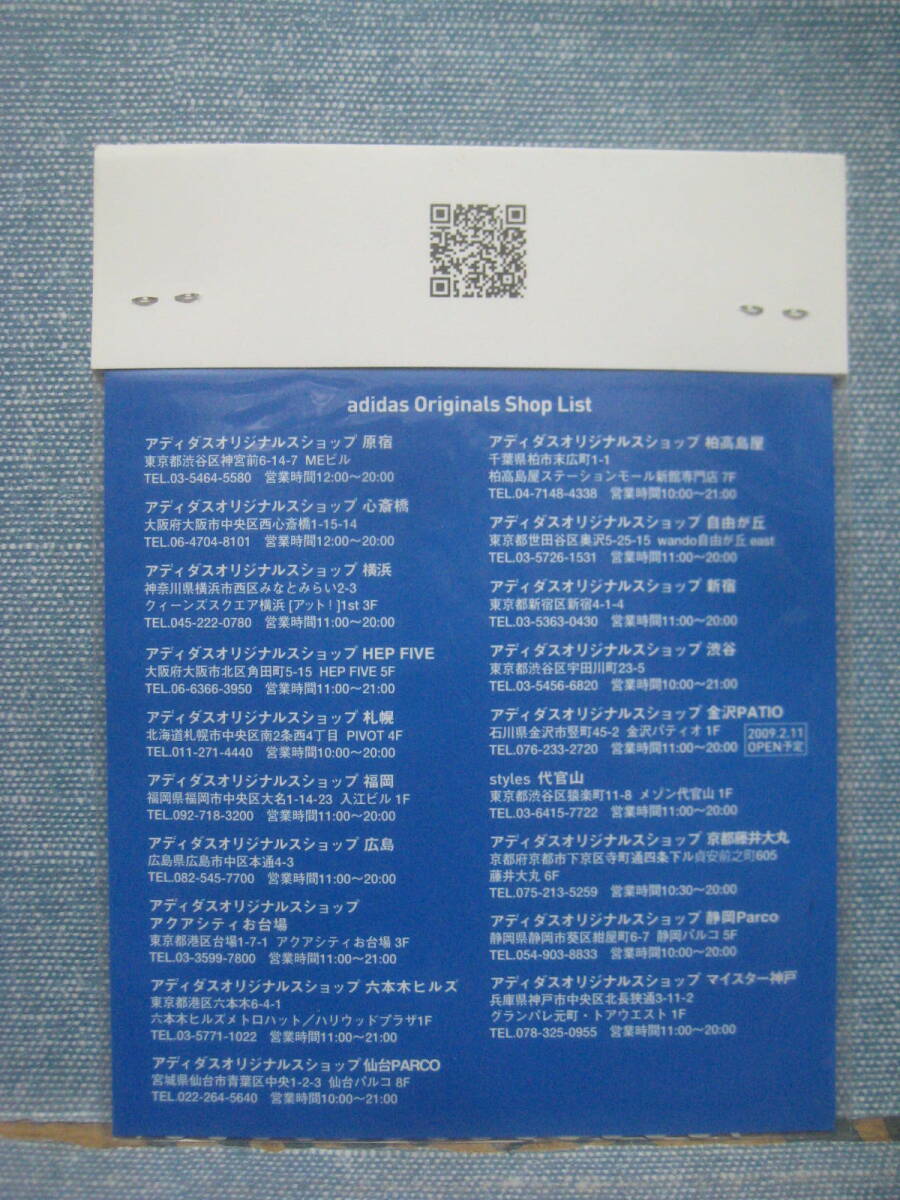 adidas Originals Shop List
アディダスオリジナルスショップ 原宿
東京都渋谷区神宮前6-14-7 MEビル
TEL.03-5464-5580 営業時間12:00〜20:00
アディダスオリジナルスショップ 心斎橋
大阪府大阪市中央区西心斎橋1-15-14
TEL.06-4704-8101 営業時間12:00〜20:00
アディダスオリジナルスショップ 横浜
神奈川県横浜市西区みなとみらい2-3
クィーンズスクエア横浜 [アット!]1st 3F
TEL.045-222-0780 営業時間11:00〜20:00
アディダスオリジナルスショップ HEP FIVE
大阪府大阪市北区角田町5-15 HEP FIVE 5F
TEL.06-6366-3950 営業時間11:00〜21:00
アディダスオリジナルスショップ 札幌
北海道札幌市中央区南2条西4丁目 PIVOT 4F
TEL.011-271-4440 営業時間10:00〜20:00
アディダスオリジナルスショップ 福岡
福岡県福岡市中央区大名1-14-23 入江ビル 1F
TEL.092-718-3200 営業時間11:00〜20:00
アディダスオリジナルスショップ 広島
広島県広島市中区本通4-3
TEL.082-545-7700 営業時間11:00〜20:00
アディダスオリジナルスショップ
アクアシティお台場
東京都港区台場1-7-1 アクアシティお台場 3F
TEL.03-3599-7800 営業時間11:00〜21:00
アディダスオリジナルスショップ 六本木ヒルズ
東京都港区六本木6-4-1
六本木ヒルズメトロハット/ハリウッドプラザ1F
TEL.03-5771-1022 営業時間11:00〜21:00
アディダスオリジナルスショップ 仙台PARCO
宮城県仙台市青葉区中央1-2-3 仙台パルコ 8F
TEL.022-264-5640 営業時間10:00〜21:00
アディダスオリジナルスショップ 柏高島屋
千葉県柏市末広町1-1
柏高島屋ステーションモール新館専門店 7F
TEL.04-7148-4338 営業時間10:00〜21:00
アディダスオリジナルスショップ 自由が丘
東京都世田谷区奥沢5-25-15 wando自由が丘 east
TEL.03-5726-1531 営業時間11:00〜20:00
アディダスオリジナルスショップ 新宿
東京都新宿区新宿4-1-4
TEL.03-5363-0430 営業時間11:00〜21:00
アディダスオリジナルスショップ 渋谷
東京都渋谷区宇田川町23-5
TEL.03-5456-6820 営業時間10:00〜21:00
アディダスオリジナルスショップ 金沢PATIO
石川県金沢市竪町45-2 金沢パティオ 1F
TEL.076-233-2720 営業時間11:00〜20:00
2009.2.11
OPEN予定
styles 代官山
東京都渋谷区猿楽町11-8 メゾン代官山 1F
TEL.03-6415-7722 営業時間11:00〜20:00
アディダスオリジナルスショップ 京都藤井大丸
京都府京都市下京区寺町通四条下ル貞安前之町605
藤井大丸 6F
TEL.075-213-5259 営業時間10:30〜20:00
アディダスオリジナルスショップ 静岡Parco
静岡県静岡市葵区紺屋町6-7 静岡パルコ 5F
TEL.054-903-8833 営業時間10:00〜20:00
アディダスオリジナルスショップ マイスター神戸
兵庫県神戸市中央区北長狭通3-11-2
グランパレ元町・トアウエスト 1F
TEL.078-325-0955 営業時間11:00〜20:00